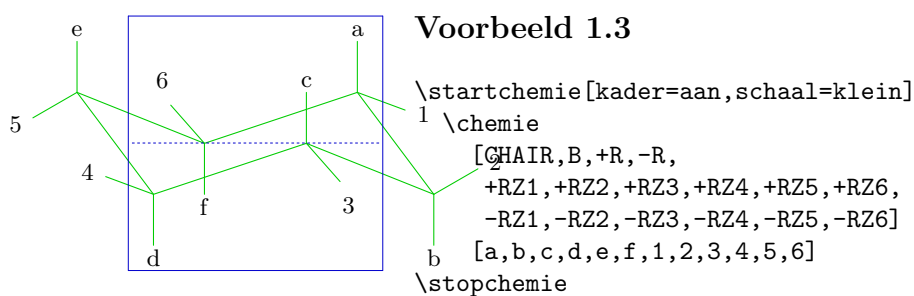 e
a
6
c
5
1
4
2
f
3
d
b
Voorbeeld 1.3
\startchemie[kader=aan,schaal=klein]
\chemie
[CHAIR,B,+R,-R,
+RZ1,+RZ2,+RZ3,+RZ4,+RZ5,+RZ6,
-RZ1,-RZ2,-RZ3,-RZ4,-RZ5,-RZ6]
[a,b,c,d,e,f,1,2,3,4,5,6]
\stopchemie